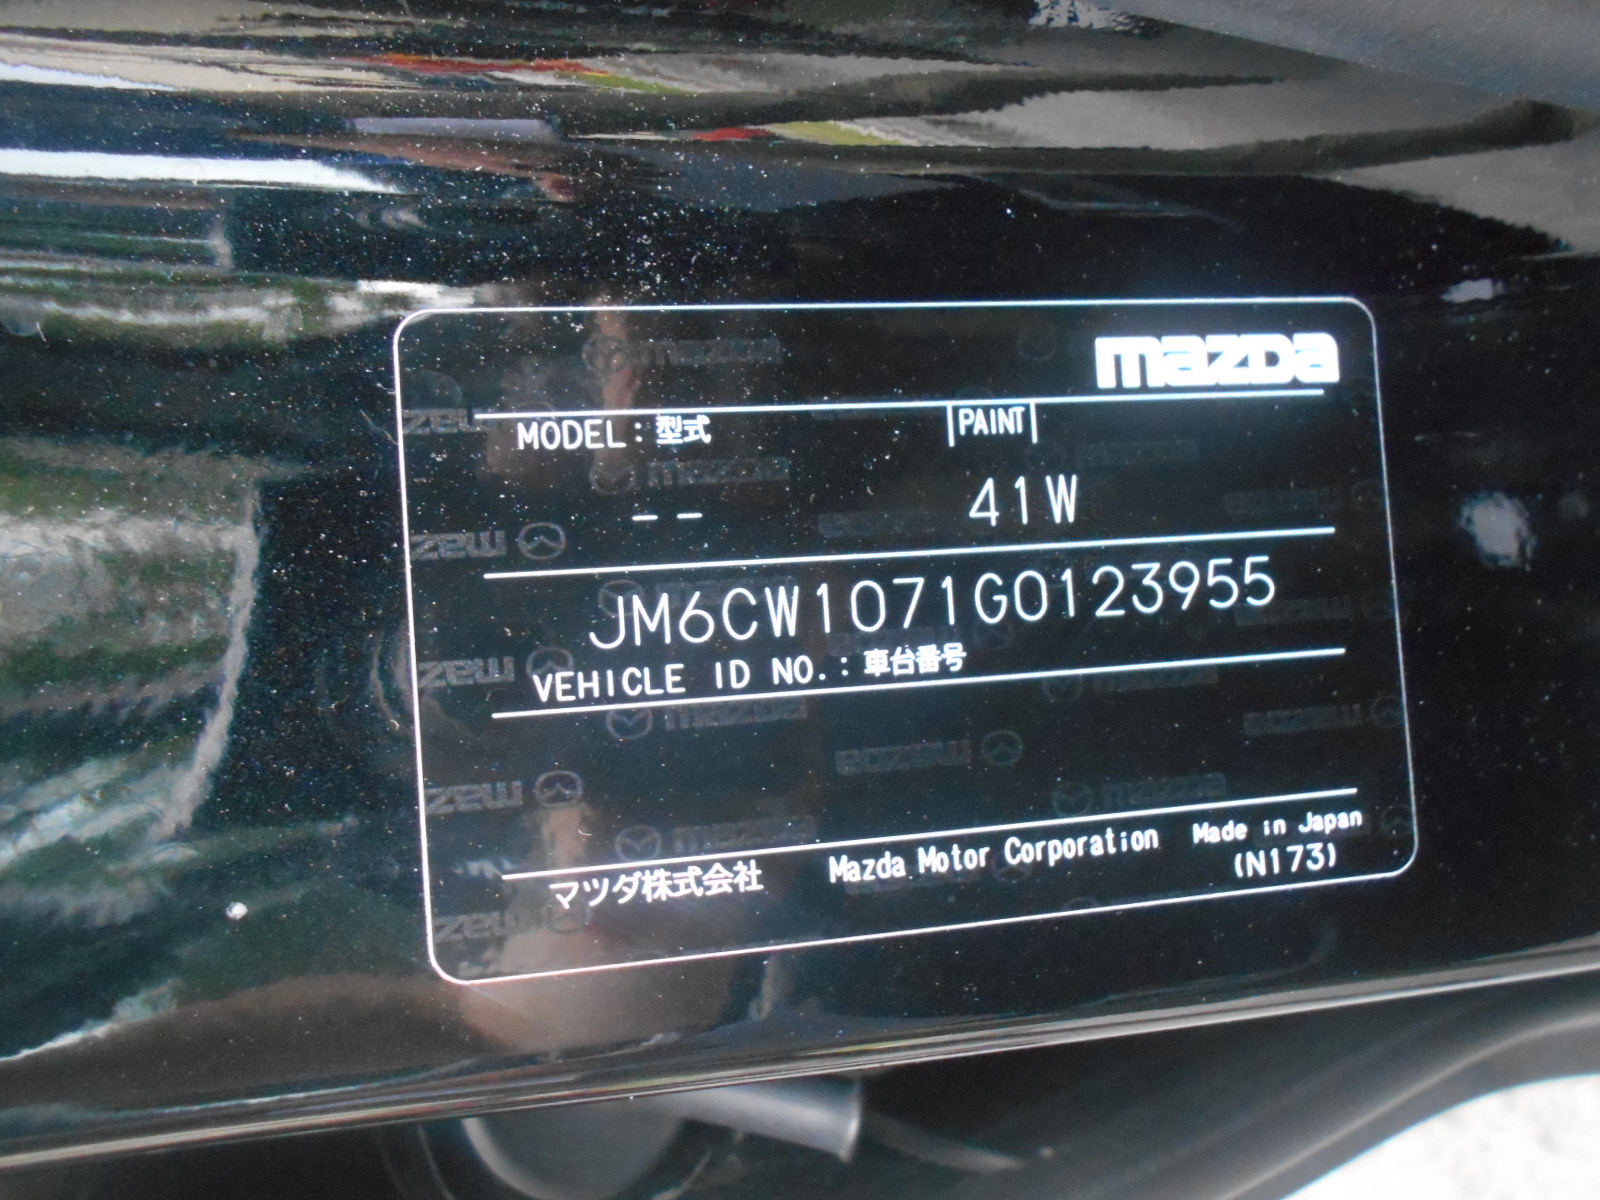 mazda
MODEL：型式 PAINT
-- 41W
JM6CW1071G0123955
VEHICLE ID NO.：車台番号
マツダ株式会社 Mazda Motor Corporation Made in Japan
(N173)